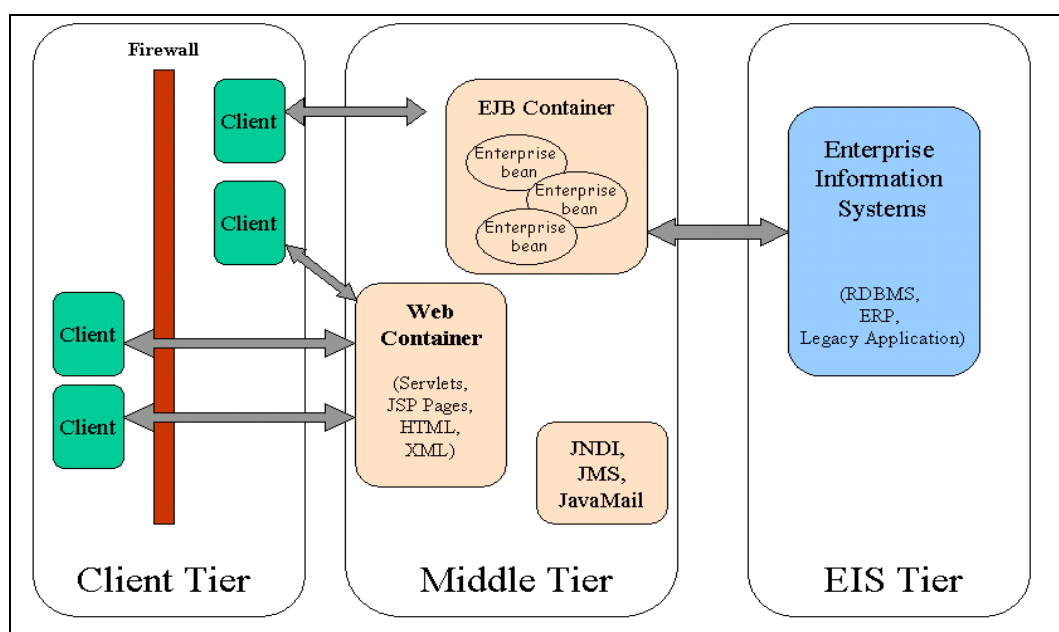 Firewall
Client
Client
Client
Client
Client Tier
EJB Container
Enterprise
bean
Enterprise
bean
Enterprise
bean
Web
Container
(Servlets,
JSP Pages,
HTML,
XML)
JNDI,
JMS,
JavaMail
Middle Tier
Enterprise
Information
Systems
(RDBMS,
ERP,
Legacy Application)
EIS Tier